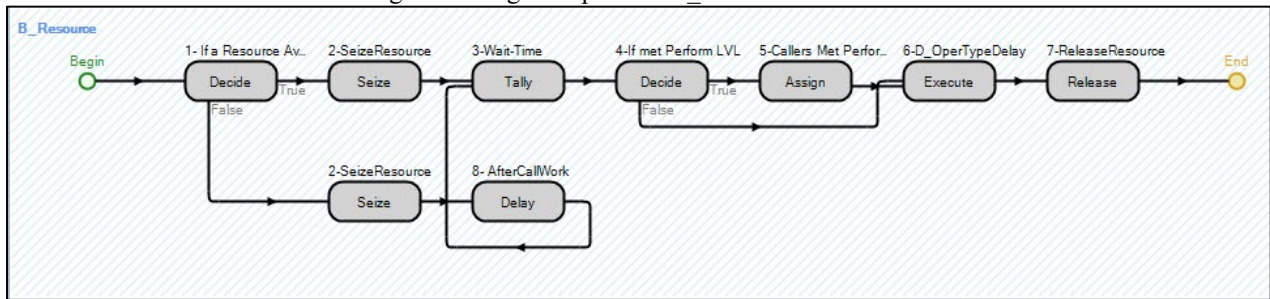 B_Resource
Begin
1- If a Resource Av...
Decide
True
False
2-SeizeResource
Seize
3-Wait-Time
Tally
4-If met Perform LVL
Decide
True
False
5-Callers Met Perfor...
Assign
6-D_OperTypeDelay
Execute
7-ReleaseResource
Release
End
2-SeizeResource
Seize
8- AfterCallWork
Delay